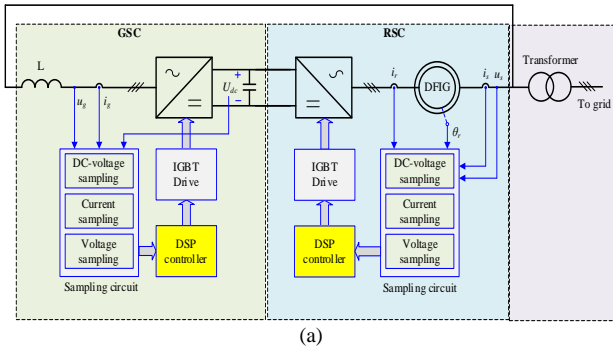 GSC
RSC
L
u_g
i_g
U_dc
+
−
i_r
DFIG
θ_r
i_s
u_s
Transformer
To grid
DC-voltage
sampling
Current
sampling
Voltage
sampling
Sampling circuit
IGBT
Drive
DSP
controller
IGBT
Drive
DSP
controller
DC-voltage
sampling
Current
sampling
Voltage
sampling
Sampling circuit
(a)